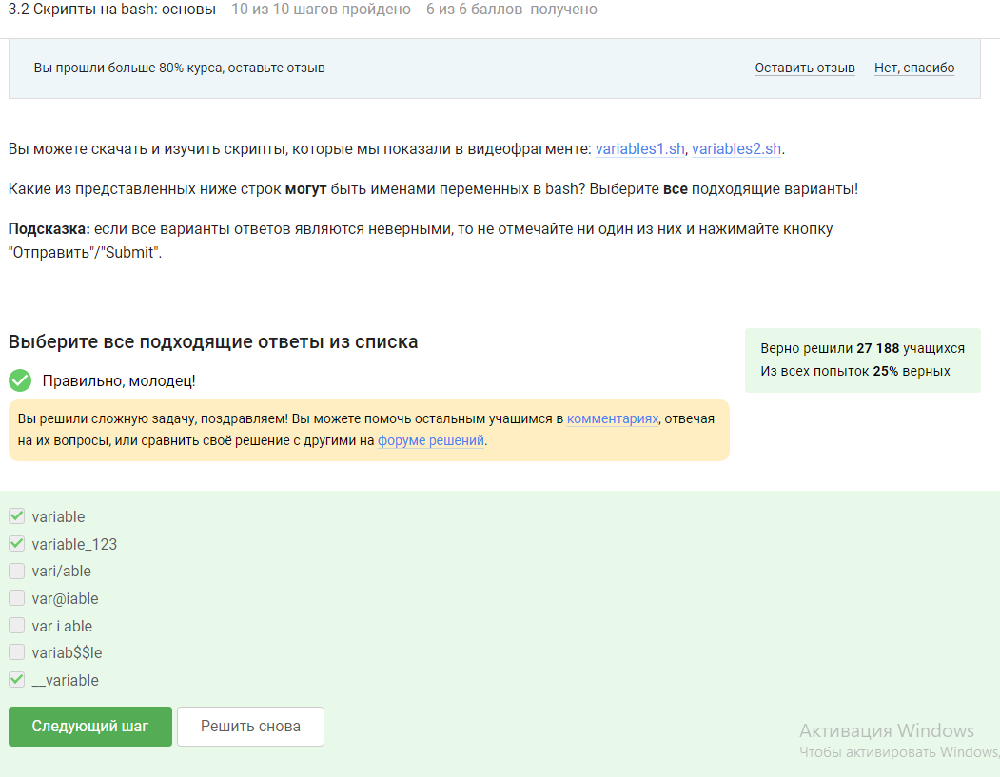 3.2 Скрипты на bash: основы 10 из 10 шагов пройдено 6 из 6 баллов получено
Вы прошли больше 80% курса, оставьте отзыв Оставить отзыв Нет, спасибо
Вы можете скачать и изучить скрипты, которые мы показали в видеофрагменте: variables1.sh, variables2.sh.
Какие из представленных ниже строк могут быть именами переменных в bash? Выберите все подходящие варианты!
Подсказка: если все варианты ответов являются неверными, то не отмечайте ни один из них и нажимайте кнопку
"Отправить"/"Submit".
Выберите все подходящие ответы из списка
Верно решили 27 188 учащихся
Из всех попыток 25% верных
Правильно, молодец!
Вы решили сложную задачу, поздравляем! Вы можете помочь остальным учащимся в комментариях, отвечая
на их вопросы, или сравнить своё решение с другими на форуме решений.
variable
variable_123
vari/able
var@iable
var i able
variab$$le
__variable
Следующий шаг Решить снова
Активация Windows
Чтобы активировать Windows,